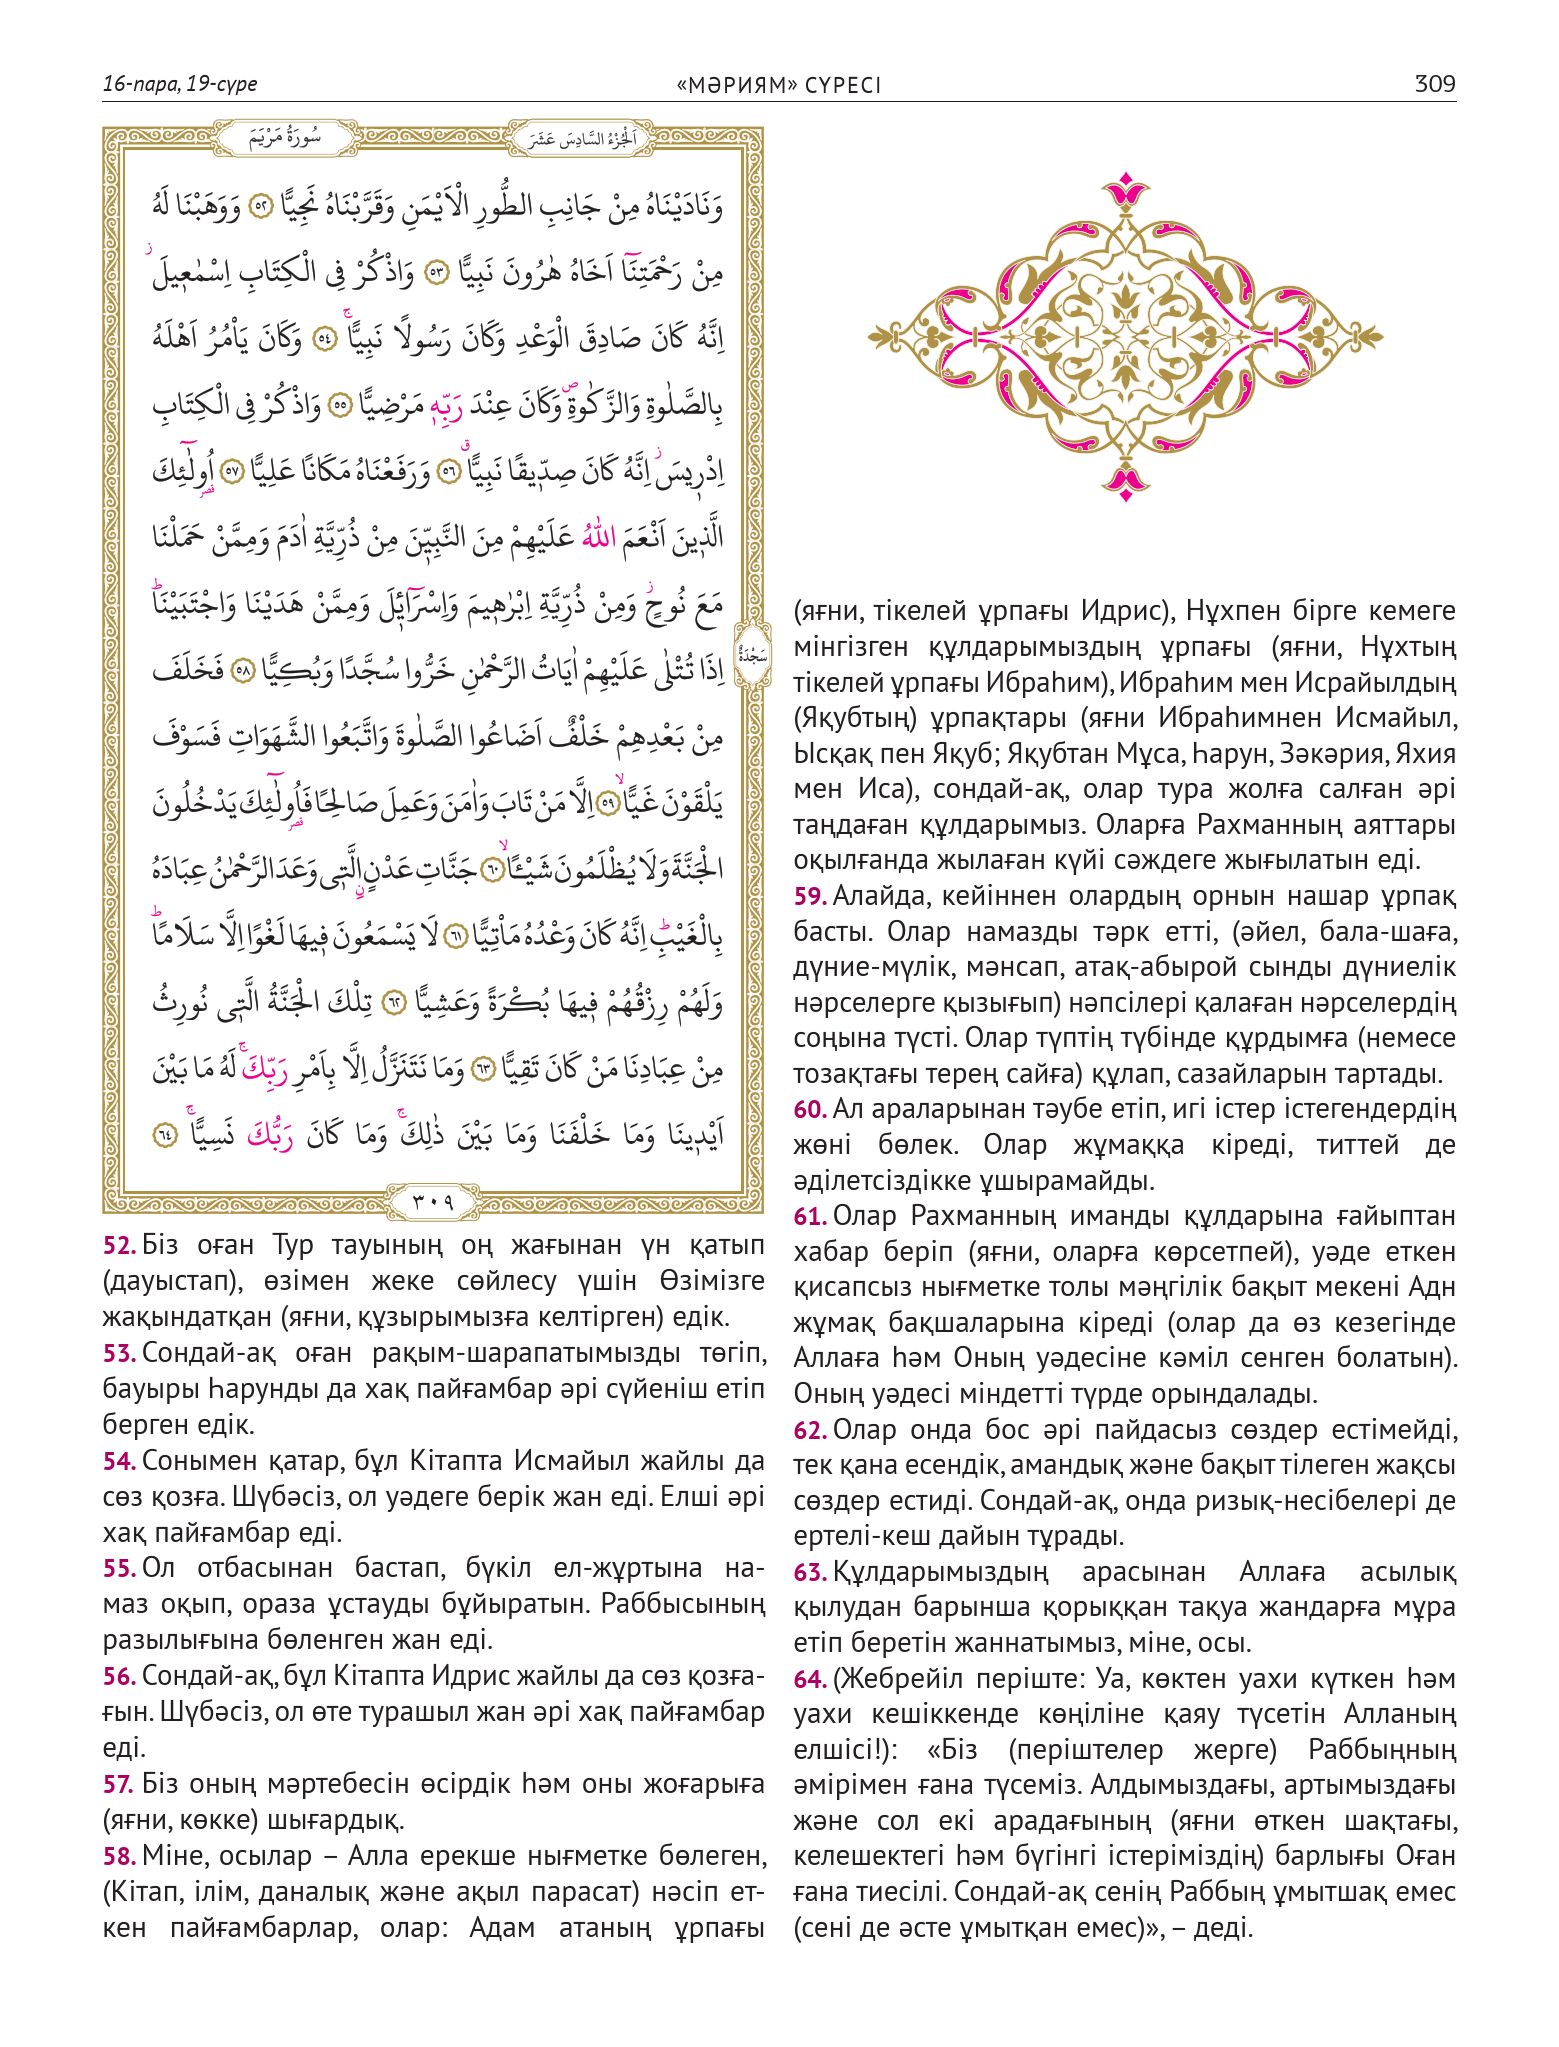 16-пара, 19-сүре
«МӘРИЯМ» СҮРЕСІ
309
سُورَةُ مَرْيَمَ
اَلْجُزْءُ السَّادِسَ عَشَرَ
وَنَادَيْنَاهُ مِنْ جَانِبِ الطُّورِ الْاَيْمَنِ وَقَرَّبْنَاهُ نَجِيًّا ﴿٥٢﴾ وَوَهَبْنَا لَهُ
مِنْ رَحْمَتِنَٓا اَخَاهُ هٰرُونَ نَبِيًّا ﴿٥٣﴾ وَاذْكُرْ فِى الْكِتَابِ اِسْمٰع۪يلَۘ
اِنَّهُ كَانَ صَادِقَ الْوَعْدِ وَكَانَ رَسُولًا نَبِيًّاۚ ﴿٥٤﴾ وَكَانَ يَاْمُرُ اَهْلَهُ
بِالصَّلٰوةِ وَالزَّكٰوةِۖ وَكَانَ عِنْدَ رَبِّه۪ مَرْضِيًّا ﴿٥٥﴾ وَاذْكُرْ فِى الْكِتَابِ
اِدْر۪يسَۘ اِنَّهُ كَانَ صِدّ۪يقًا نَبِيًّاۗ ﴿٥٦﴾ وَرَفَعْنَاهُ مَكَانًا عَلِيًّا ﴿٥٧﴾ اُو۬لٰٓئِكَ
الَّذ۪ينَ اَنْعَمَ اللّٰهُ عَلَيْهِمْ مِنَ النَّبِيّ۪نَ مِنْ ذُرِّيَّةِ اٰدَمَ وَمِمَّنْ حَمَلْنَا
مَعَ نُوحٍۘ وَمِنْ ذُرِّيَّةِ اِبْرٰه۪يمَ وَاِسْرَٓائ۪لَ وَمِمَّنْ هَدَيْنَا وَاجْتَبَيْنَاۜ
اِذَا تُتْلٰى عَلَيْهِمْ اٰيَاتُ الرَّحْمٰنِ خَرُّوا سُجَّدًا وَبُكِيًّا ﴿٥٨﴾ فَخَلَفَ
سَجْدَةٌ
مِنْ بَعْدِهِمْ خَلْفٌ اَضَاعُوا الصَّلٰوةَ وَاتَّبَعُوا الشَّهَوَاتِ فَسَوْفَ
يَلْقَوْنَ غَيًّاۙ ﴿٥٩﴾ اِلَّا مَنْ تَابَ وَاٰمَنَ وَعَمِلَ صَالِحًا فَاُو۬لٰٓئِكَ يَدْخُلُونَ
الْجَنَّةَ وَلَا يُظْلَمُونَ شَيْـًٔاۙ ﴿٦٠﴾ جَنَّاتِ عَدْنٍۨ الَّت۪ى وَعَدَ الرَّحْمٰنُ عِبَادَهُ
بِالْغَيْبِۜ اِنَّهُ كَانَ وَعْدُهُ مَاْتِيًّا ﴿٦١﴾ لَا يَسْمَعُونَ ف۪يهَا لَغْوًا اِلَّا سَلَامًاۜ
وَلَهُمْ رِزْقُهُمْ ف۪يهَا بُكْرَةً وَعَشِيًّا ﴿٦٢﴾ تِلْكَ الْجَنَّةُ الَّت۪ى نُورِثُ
مِنْ عِبَادِنَا مَنْ كَانَ تَقِيًّا ﴿٦٣﴾ وَمَا نَتَنَزَّلُ اِلَّا بِاَمْرِ رَبِّكَۚ لَهُ مَا بَيْنَ
اَيْد۪ينَا وَمَا خَلْفَنَا وَمَا بَيْنَ ذٰلِكَۚ وَمَا كَانَ رَبُّكَ نَسِيًّاۚ ﴿٦٤﴾
٣٠٩
52. Біз оған Тур тауының оң жағынан үн қатып
(дауыстап), өзімен жеке сөйлесу үшін Өзімізге
жақындатқан (яғни, құзырымызға келтірген) едік.
53. Сондай-ақ оған рақым-шарапатымызды төгіп,
бауыры Һарунды да хақ пайғамбар әрі сүйеніш етіп
берген едік.
54. Сонымен қатар, бұл Кітапта Исмайыл жайлы да
сөз қозға. Шүбәсіз, ол уәдеге берік жан еді. Елші әрі
хақ пайғамбар еді.
55. Ол отбасынан бастап, бүкіл ел-жұртына на-
маз оқып, ораза ұстауды бұйыратын. Раббысының
разылығына бөленген жан еді.
56. Сондай-ақ, бұл Кітапта Идрис жайлы да сөз қозға-
ғын. Шүбәсіз, ол өте турашыл жан әрі хақ пайғамбар
еді.
57. Біз оның мәртебесін өсірдік һәм оны жоғарыға
(яғни, көкке) шығардық.
58. Міне, осылар – Алла ерекше нығметке бөлеген,
(Кітап, ілім, даналық және ақыл парасат) нәсіп ет-
кен пайғамбарлар, олар: Адам атаның ұрпағы
(яғни, тікелей ұрпағы Идрис), Нұхпен бірге кемеге
мінгізген құлдарымыздың ұрпағы (яғни, Нұхтың
тікелей ұрпағы Ибраһим), Ибраһим мен Исрайылдың
(Яқубтың) ұрпақтары (яғни Ибраһимнен Исмайыл,
Ысқақ пен Яқуб; Яқубтан Мұса, Һарун, Зәкәрия, Яхия
мен Иса), сондай-ақ, олар тура жолға салған әрі
таңдаған құлдарымыз. Оларға Рахманның аяттары
оқылғанда жылаған күйі сәждеге жығылатын еді.
59. Алайда, кейіннен олардың орнын нашар ұрпақ
басты. Олар намазды тәрк етті, (әйел, бала-шаға,
дүние-мүлік, мәнсап, атақ-абырой сынды дүниелік
нәрселерге қызығып) нәпсілері қалаған нәрселердің
соңына түсті. Олар түптің түбінде құрдымға (немесе
тозақтағы терең сайға) құлап, сазайларын тартады.
60. Ал араларынан тәубе етіп, игі істер істегендердің
жөні бөлек. Олар жұмаққа кіреді, титтей де
әділетсіздікке ұшырамайды.
61. Олар Рахманның иманды құлдарына ғайыптан
хабар беріп (яғни, оларға көрсетпей), уәде еткен
қисапсыз нығметке толы мәңгілік бақыт мекені Адн
жұмақ бақшаларына кіреді (олар да өз кезегінде
Аллаға һәм Оның уәдесіне кәміл сенген болатын).
Оның уәдесі міндетті түрде орындалады.
62. Олар онда бос әрі пайдасыз сөздер естімейді,
тек қана есендік, амандық және бақыт тілеген жақсы
сөздер естиді. Сондай-ақ, онда ризық-несібелері де
ертелі-кеш дайын тұрады.
63. Құлдарымыздың арасынан Аллаға асылық
қылудан барынша қорыққан тақуа жандарға мұра
етіп беретін жаннатымыз, міне, осы.
64. (Жебрейіл періште: Уа, көктен уахи күткен һәм
уахи кешіккенде көңіліне қаяу түсетін Алланың
елшісі!): «Біз (періштелер жерге) Раббыңның
әмірімен ғана түсеміз. Алдымыздағы, артымыздағы
және сол екі арадағының (яғни өткен шақтағы,
келешектегі һәм бүгінгі істеріміздің) барлығы Оған
ғана тиесілі. Сондай-ақ сенің Раббың ұмытшақ емес
(сені де әсте ұмытқан емес)», – деді.